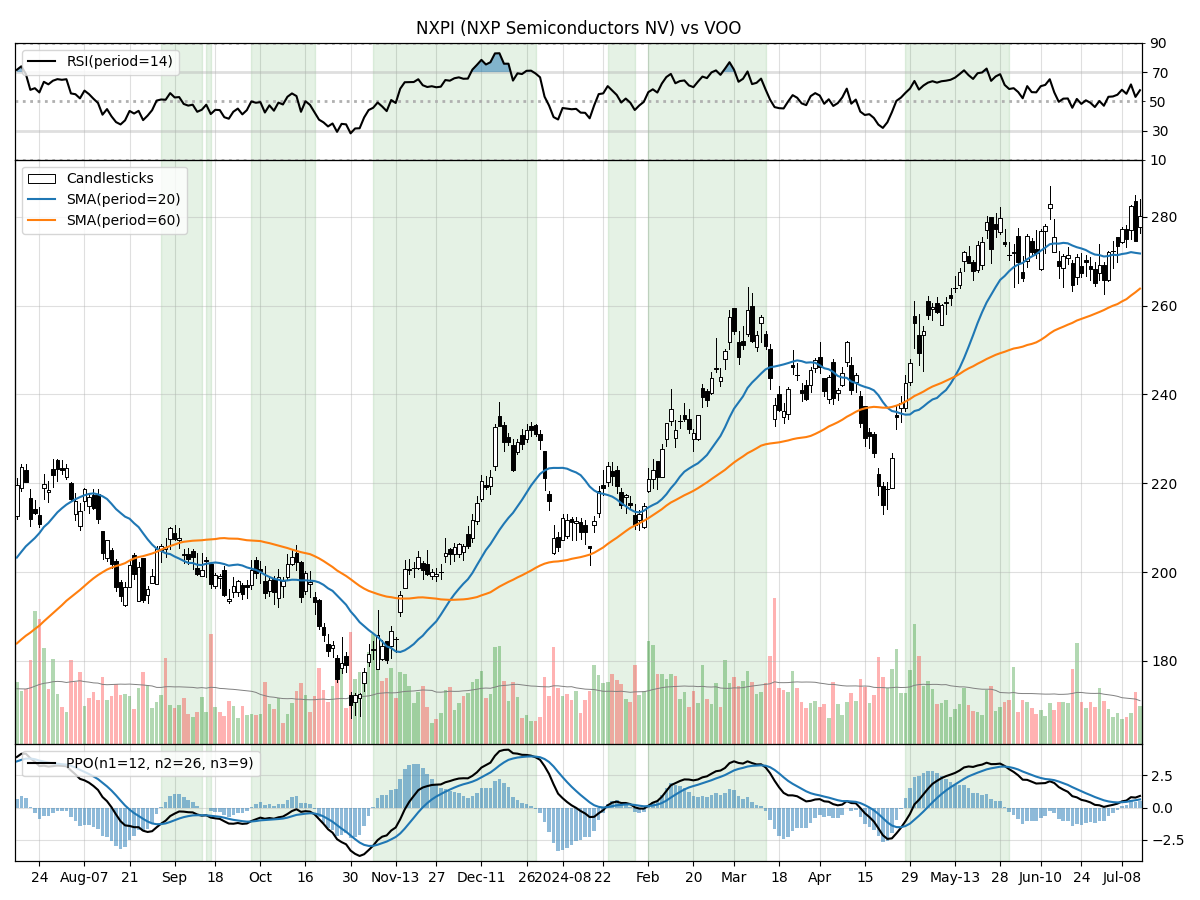 NXPI (NXP Semiconductors NV) vs VOO
RSI(period=14)
90
70
50
30
10
Candlesticks
SMA(period=20)
SMA(period=60)
280
260
240
220
200
180
PPO(n1=12, n2=26, n3=9)
2.5
0.0
−2.5
24 Aug-07 21 Sep 18 Oct 16 30 Nov-13 27 Dec-11 26 2024-08 22 Feb 20 Mar 18 Apr 15 29 May-13 28 Jun-10 24 Jul-08